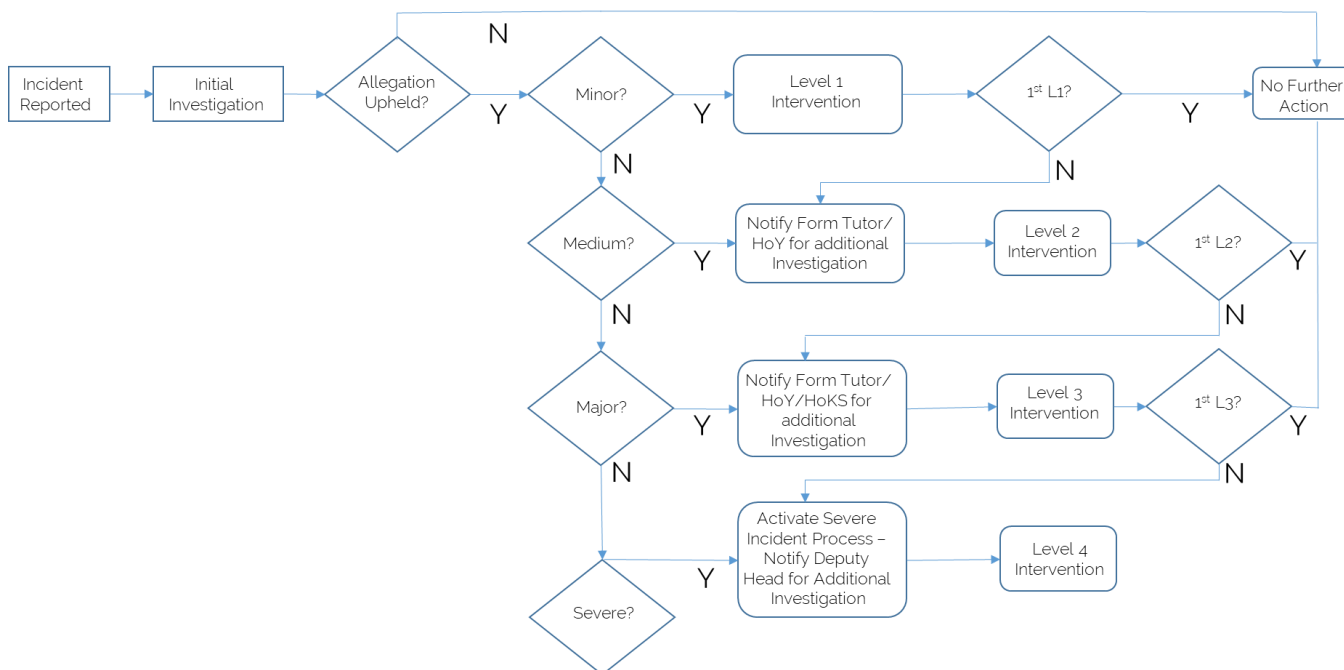 N
Incident
Reported
Initial
Investigation
Allegation
Upheld?
Y
Minor?
Y
Level 1
Intervention
1st L1?
Y
No Further
Action
N
N
Medium?
Y
Notify Form Tutor/
HoY for additional
Investigation
Level 2
Intervention
1st L2?
Y
N
N
Major?
Y
Notify Form Tutor/
HoY/HoKS for
additional
Investigation
Level 3
Intervention
1st L3?
Y
N
N
Severe?
Y
Activate Severe
Incident Process –
Notify Deputy
Head for Additional
Investigation
Level 4
Intervention